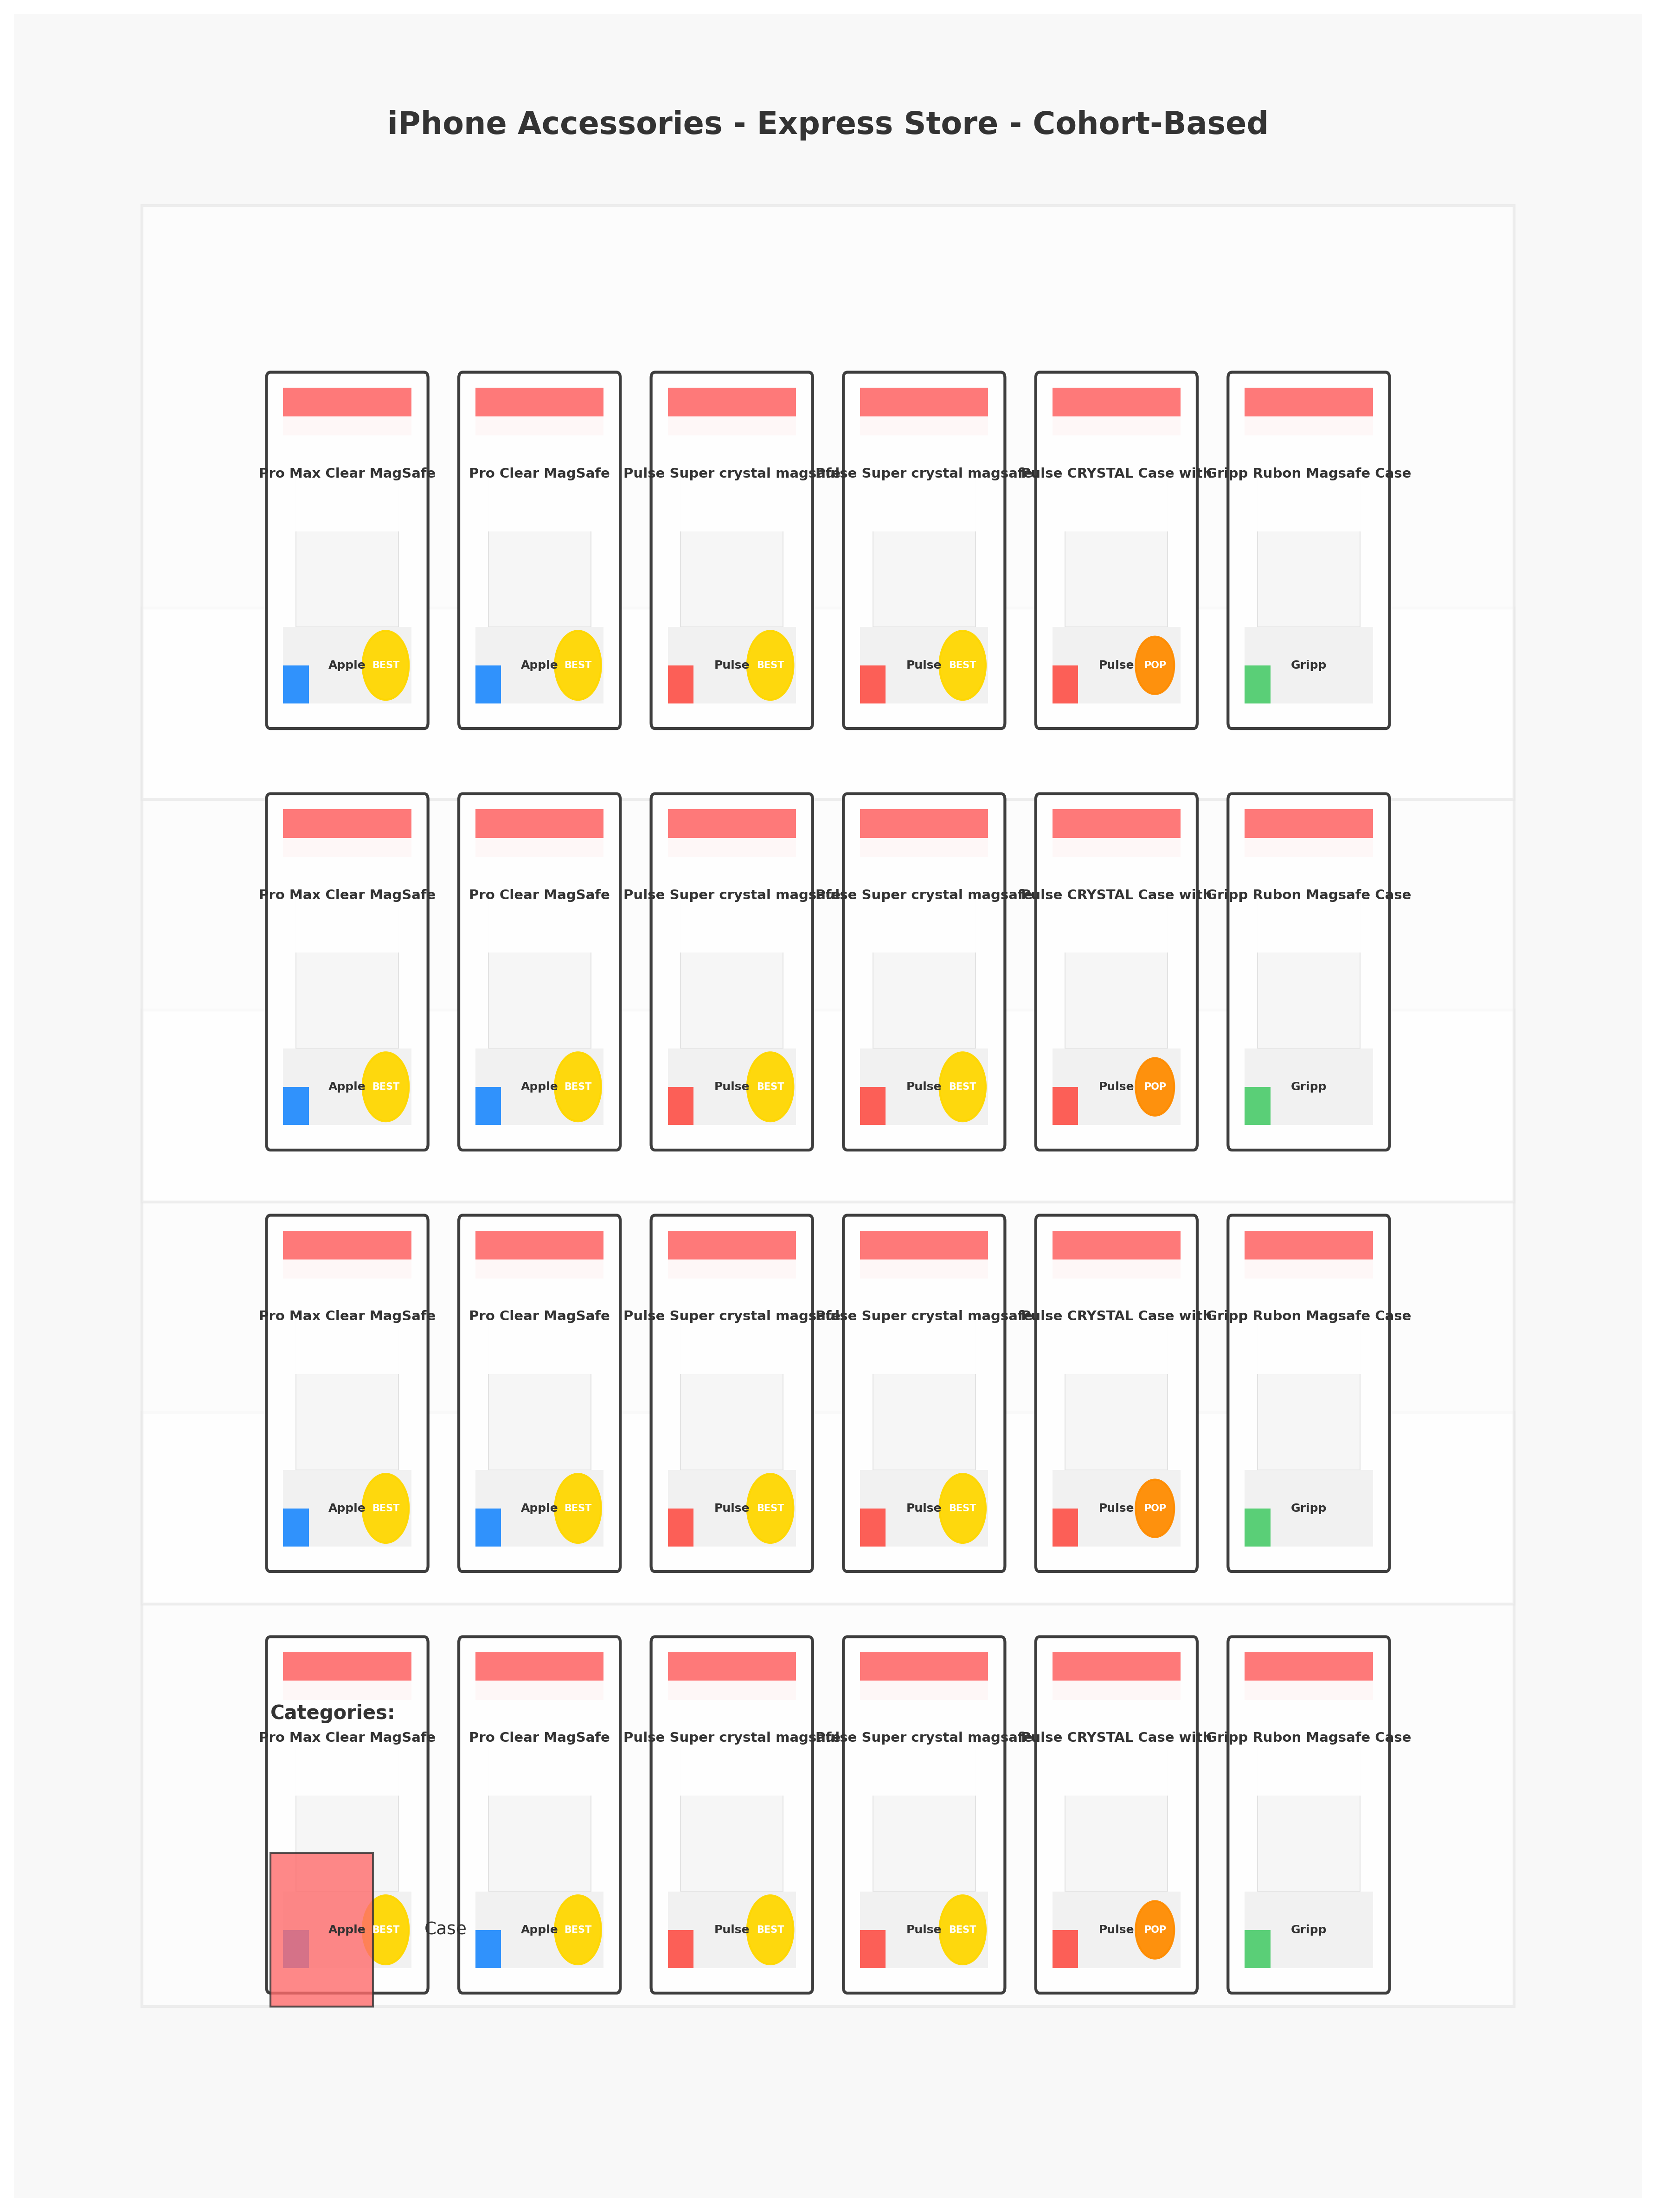 iPhone Accessories - Express Store - Cohort-Based
Pro Max Clear MagSafe Pro Clear MagSafe Pulse Super crystal magsafe Pulse Super crystal magsafe Pulse CRYSTAL Case with Gripp Rubon Magsafe Case
Apple BEST Apple BEST Pulse BEST Pulse BEST Pulse POP Gripp
Pro Max Clear MagSafe Pro Clear MagSafe Pulse Super crystal magsafe Pulse Super crystal magsafe Pulse CRYSTAL Case with Gripp Rubon Magsafe Case
Apple BEST Apple BEST Pulse BEST Pulse BEST Pulse POP Gripp
Pro Max Clear MagSafe Pro Clear MagSafe Pulse Super crystal magsafe Pulse Super crystal magsafe Pulse CRYSTAL Case with Gripp Rubon Magsafe Case
Apple BEST Apple BEST Pulse BEST Pulse BEST Pulse POP Gripp
Categories:
Pro Max Clear MagSafe Pro Clear MagSafe Pulse Super crystal magsafe Pulse Super crystal magsafe Pulse CRYSTAL Case with Gripp Rubon Magsafe Case
Apple BEST Case Apple BEST Pulse BEST Pulse BEST Pulse POP Gripp